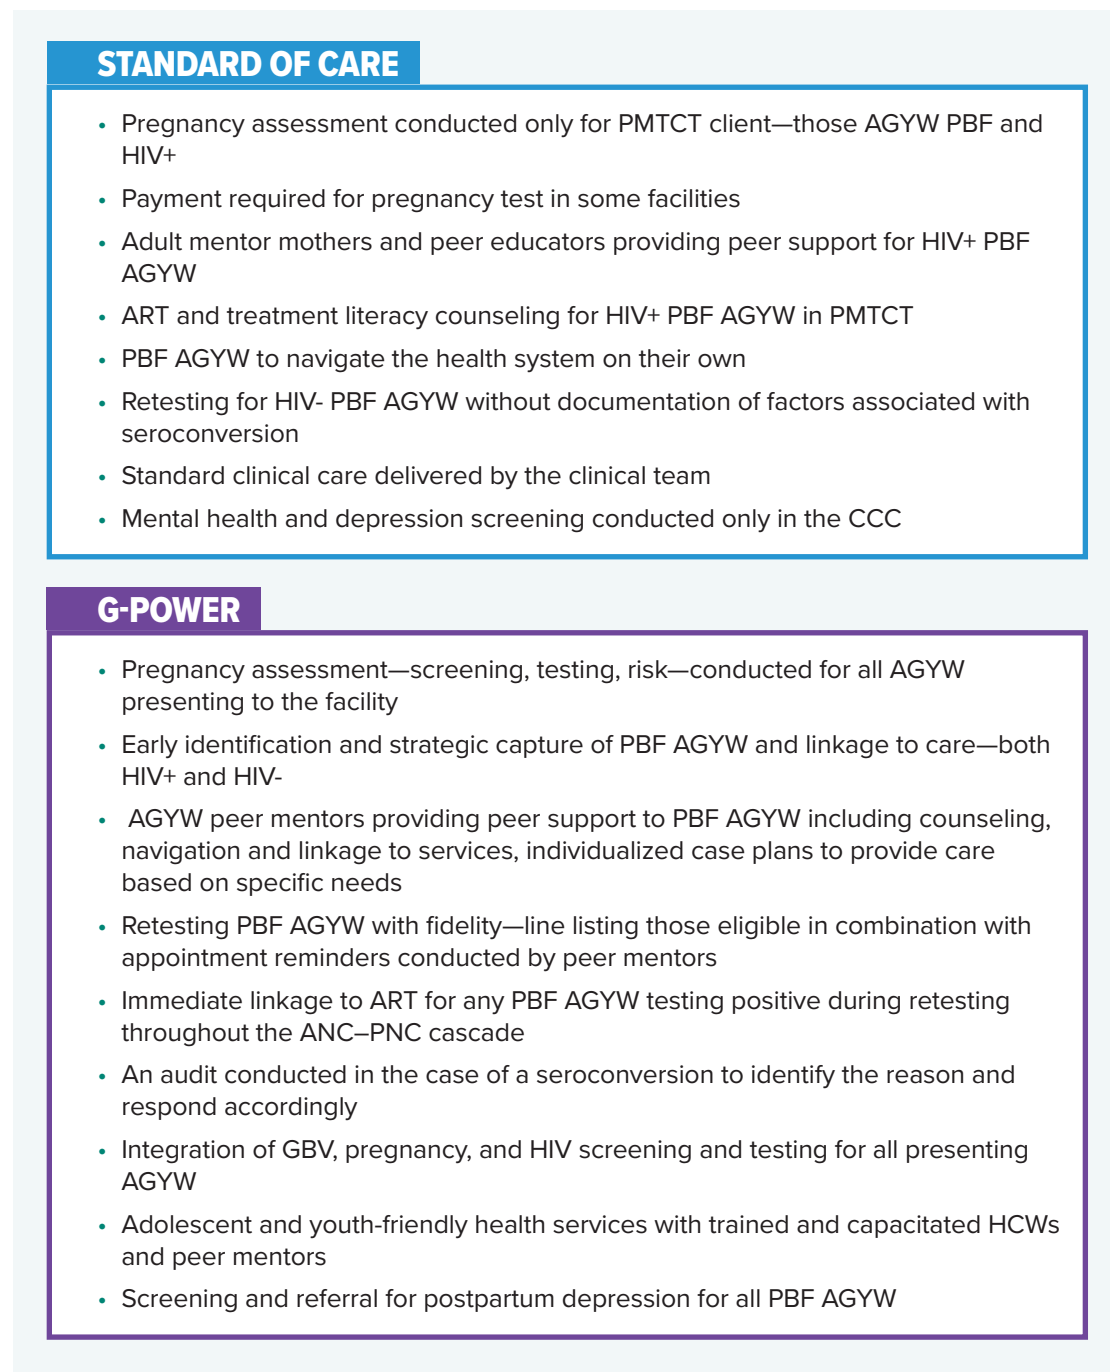 STANDARD OF CARE
• Pregnancy assessment conducted only for PMTCT client—those AGYW PBF and
HIV+
• Payment required for pregnancy test in some facilities
• Adult mentor mothers and peer educators providing peer support for HIV+ PBF
AGYW
• ART and treatment literacy counseling for HIV+ PBF AGYW in PMTCT
• PBF AGYW to navigate the health system on their own
• Retesting for HIV- PBF AGYW without documentation of factors associated with
seroconversion
• Standard clinical care delivered by the clinical team
• Mental health and depression screening conducted only in the CCC
G-POWER
• Pregnancy assessment—screening, testing, risk—conducted for all AGYW
presenting to the facility
• Early identification and strategic capture of PBF AGYW and linkage to care—both
HIV+ and HIV-
• AGYW peer mentors providing peer support to PBF AGYW including counseling,
navigation and linkage to services, individualized case plans to provide care
based on specific needs
• Retesting PBF AGYW with fidelity—line listing those eligible in combination with
appointment reminders conducted by peer mentors
• Immediate linkage to ART for any PBF AGYW testing positive during retesting
throughout the ANC–PNC cascade
• An audit conducted in the case of a seroconversion to identify the reason and
respond accordingly
• Integration of GBV, pregnancy, and HIV screening and testing for all presenting
AGYW
• Adolescent and youth-friendly health services with trained and capacitated HCWs
and peer mentors
• Screening and referral for postpartum depression for all PBF AGYW